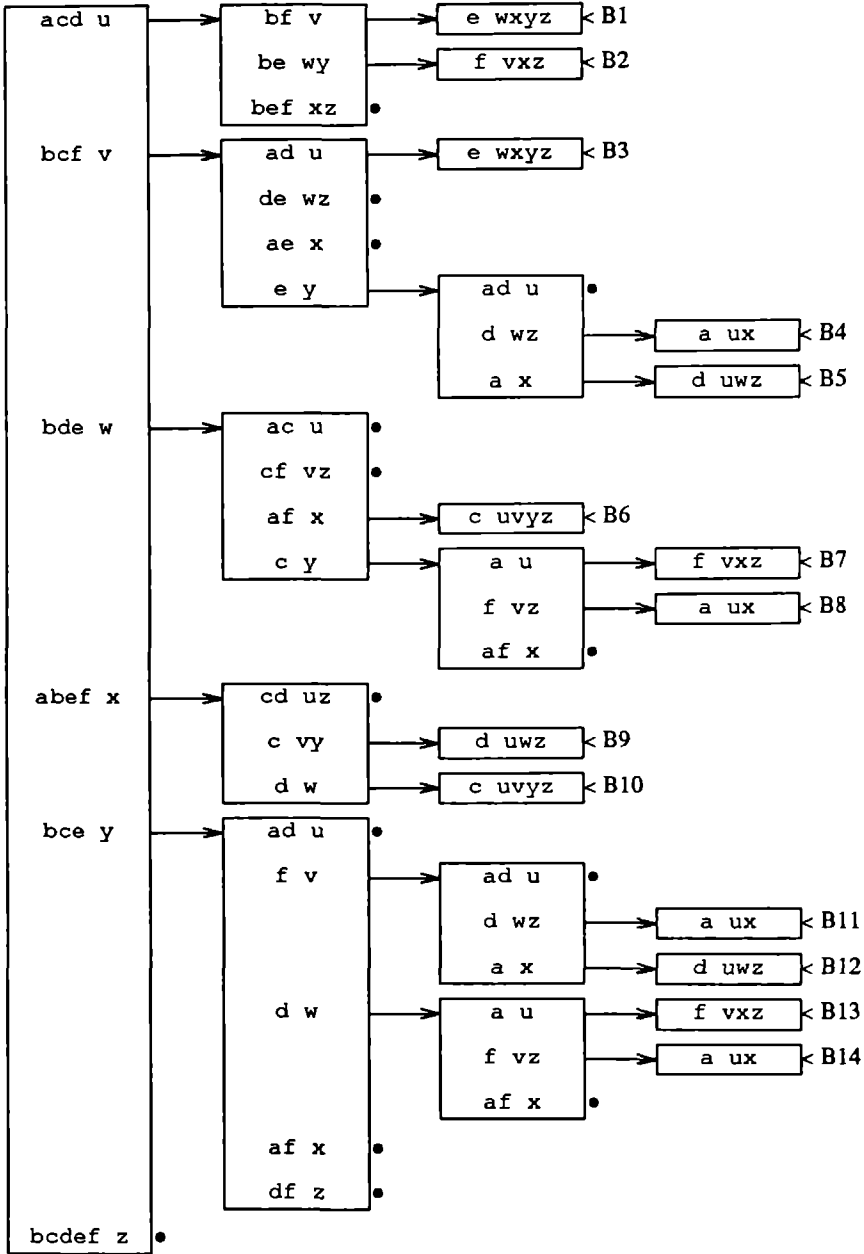 acd u bf v e wxyz < B1
be wy f vxz < B2
bef xz •
bcf v ad u e wxyz < B3
de wz •
ae x •
e y ad u •
d wz a ux < B4
a x d uwz < B5
bde w ac u •
cf vz •
af x c uvyz < B6
c y a u f vxz < B7
f vz a ux < B8
af x •
abef x cd uz •
c vy d uwz < B9
d w c uvyz < B10
bce y ad u •
f v ad u •
d wz a ux < B11
a x d uwz < B12
d w a u f vxz < B13
f vz a ux < B14
af x •
af x •
df z •
bcdef z •